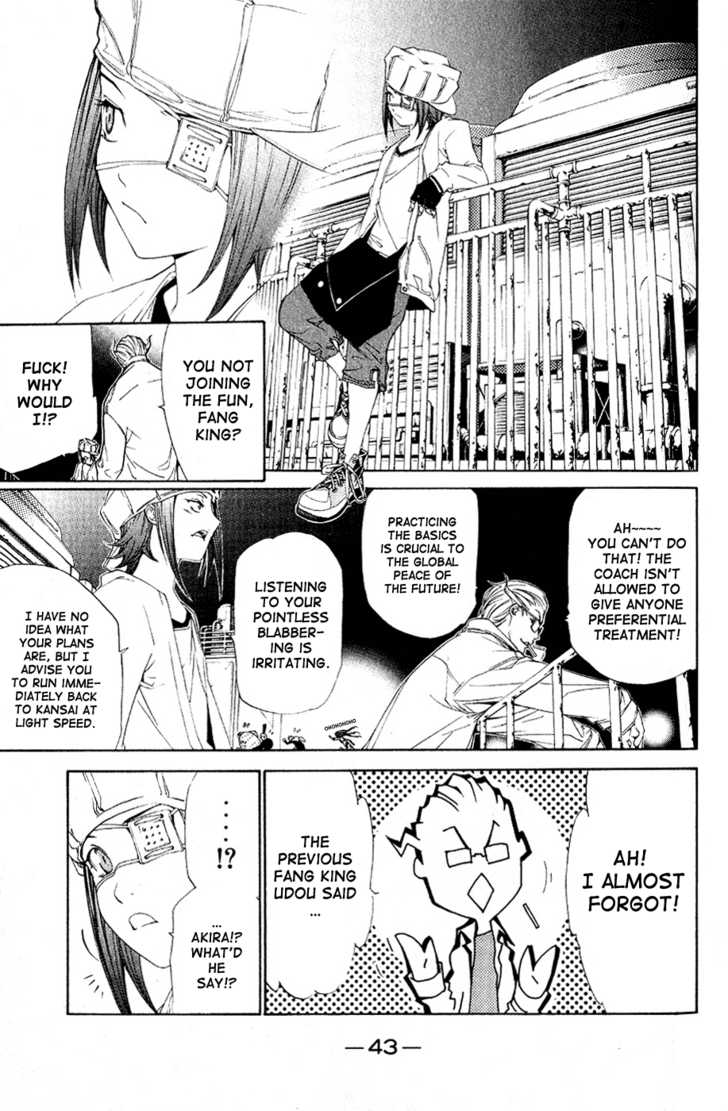 YOU NOT
JOINING
THE FUN,
FANG
KING?
FUCK!
WHY
WOULD
I!?
AH~~~~
YOU CAN'T DO
THAT! THE
COACH ISN'T
ALLOWED TO
GIVE ANYONE
PREFERENTIAL
TREATMENT!
PRACTICING
THE BASICS
IS CRUCIAL TO
THE GLOBAL
PEACE OF
THE FUTURE!
LISTENING
TO YOUR
POINTLESS
BLABBER-
ING IS
IRRITATING.
OHOHOHOHO
I HAVE NO
IDEA WHAT
YOUR PLANS
ARE, BUT I
ADVISE YOU
TO RUN IMME-
DIATELY BACK
TO KANSAI AT
LIGHT SPEED.
AH!
I ALMOST
FORGOT!
THE
PREVIOUS
FANG KING
UDOU SAID
...
....!?
...
AKIRA!?
WHAT'D
HE
SAY!?
—43—